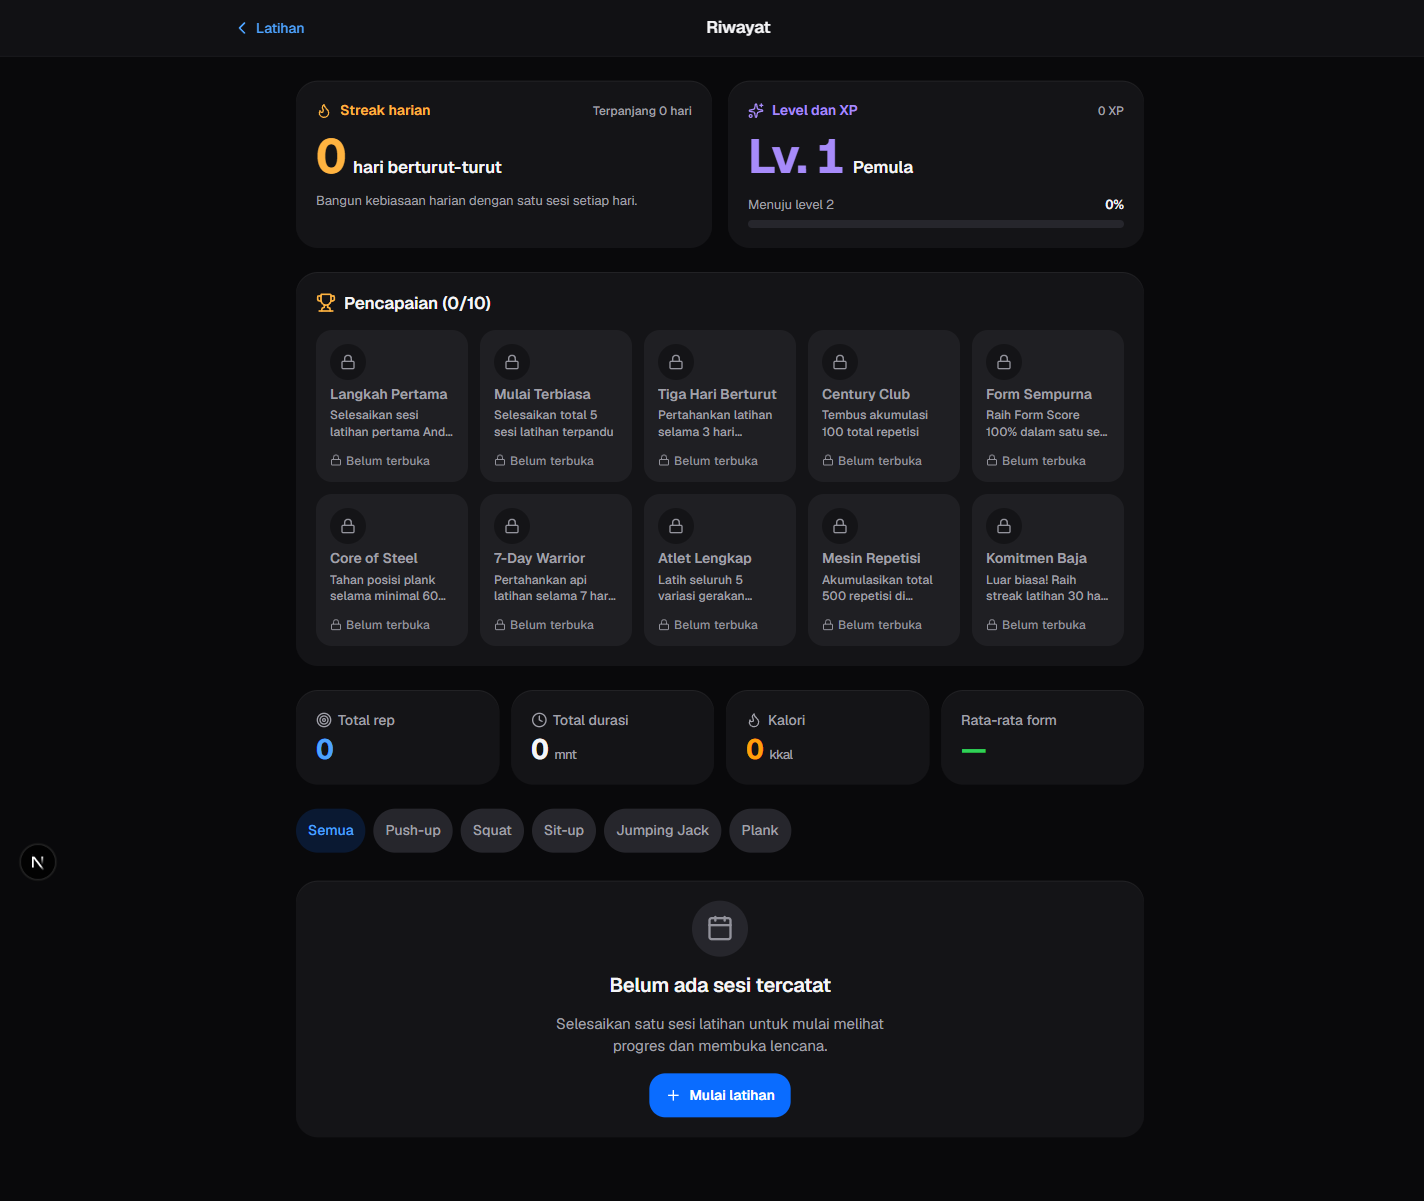 Latihan
Riwayat
Streak harian
Terpanjang 0 hari
0 hari berturut-turut
Bangun kebiasaan harian dengan satu sesi setiap hari.
Level dan XP
0 XP
Lv. 1 Pemula
Menuju level 2
0%
Pencapaian (0/10)
Langkah Pertama
Selesaikan sesi
latihan pertama And...
Belum terbuka
Mulai Terbiasa
Selesaikan total 5
sesi latihan terpandu
Belum terbuka
Tiga Hari Berturut
Pertahankan latihan
selama 3 hari...
Belum terbuka
Century Club
Tembus akumulasi
100 total repetisi
Belum terbuka
Form Sempurna
Raih Form Score
100% dalam satu se...
Belum terbuka
Core of Steel
Tahan posisi plank
selama minimal 60...
Belum terbuka
7-Day Warrior
Pertahankan api
latihan selama 7 har...
Belum terbuka
Atlet Lengkap
Latih seluruh 5
variasi gerakan...
Belum terbuka
Mesin Repetisi
Akumulasikan total
500 repetisi di...
Belum terbuka
Komitmen Baja
Luar biasa! Raih
streak latihan 30 ha...
Belum terbuka
Total rep
0
Total durasi
0 mnt
Kalori
0 kkal
Rata-rata form
—
Semua
Push-up
Squat
Sit-up
Jumping Jack
Plank
N
Belum ada sesi tercatat
Selesaikan satu sesi latihan untuk mulai melihat
progres dan membuka lencana.
+ Mulai latihan